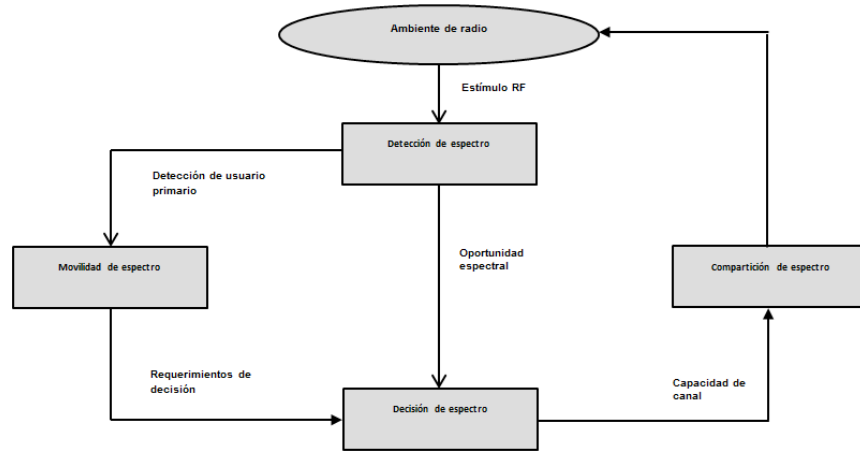 Ambiente de radio
Estímulo RF
Detección de espectro
Detección de usuario
primario
Oportunidad
espectral
Movilidad de espectro
Compartición de espectro
Requerimientos de
decisión
Capacidad de
canal
Decisión de espectro